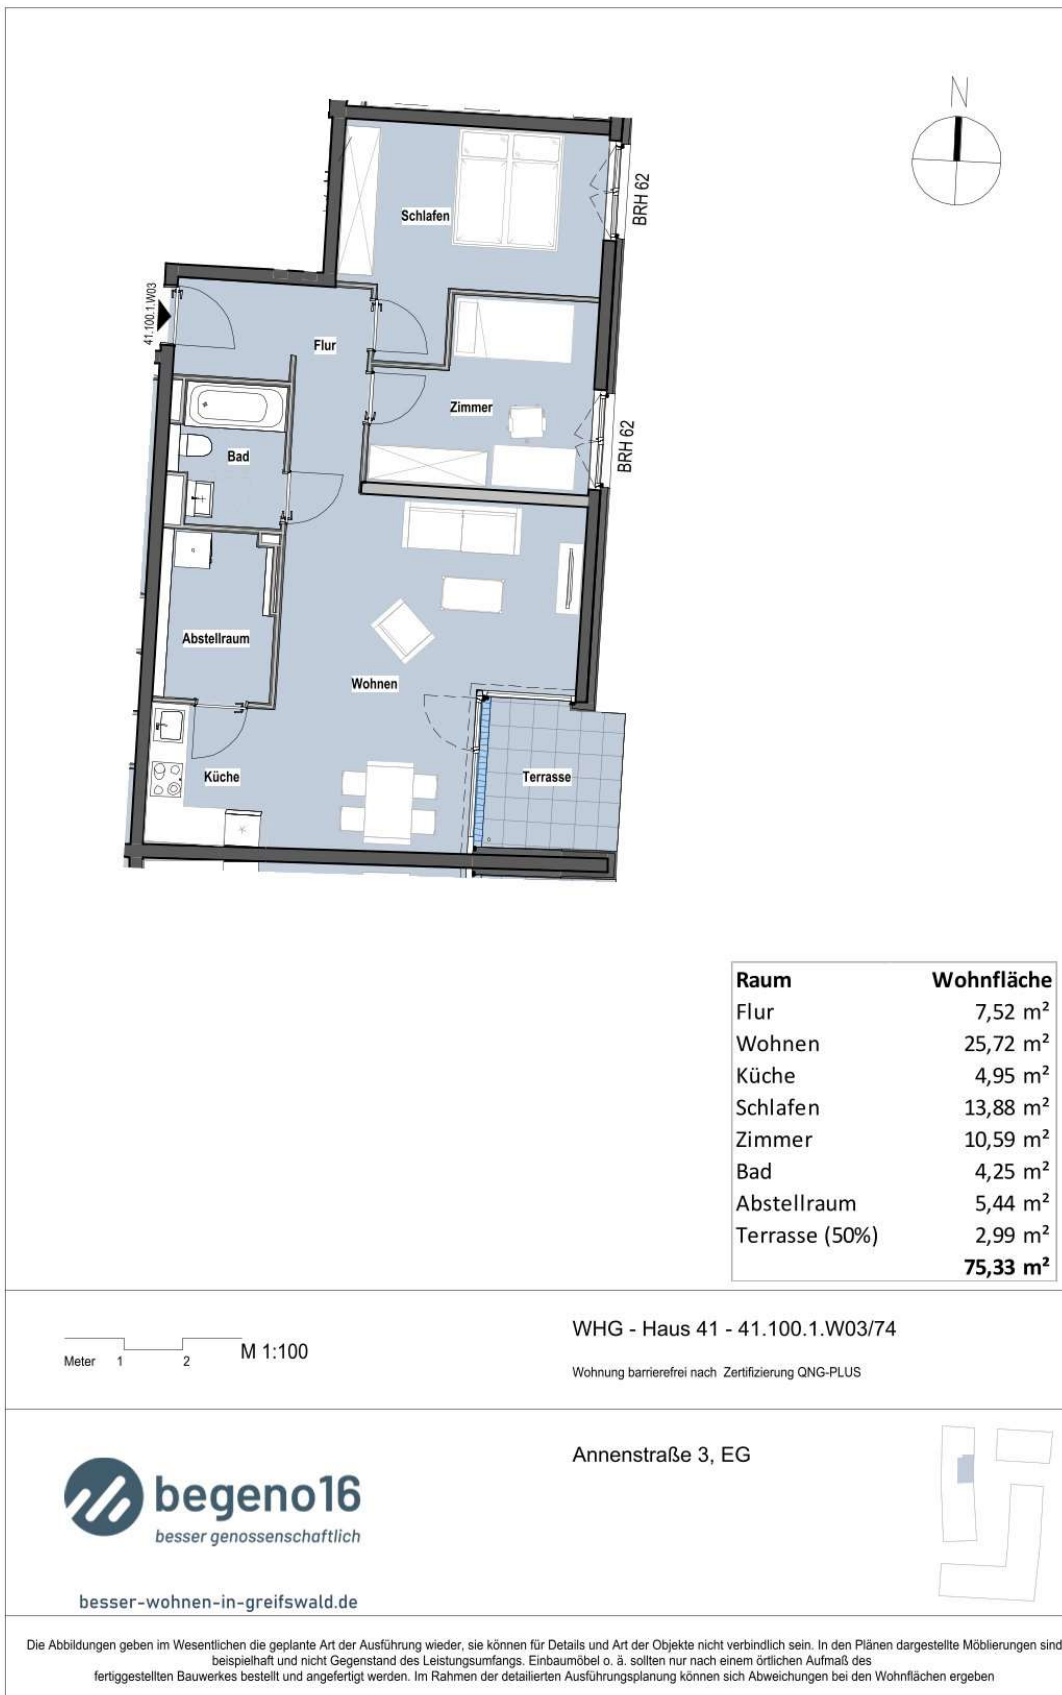 N
BRH 62
Schlafen
41.100.1.W03
Flur
Zimmer
BRH 62
Bad
Abstellraum
Wohnen
Küche
Terrasse
Raum Wohnfläche
Flur 7,52 m²
Wohnen 25,72 m²
Küche 4,95 m²
Schlafen 13,88 m²
Zimmer 10,59 m²
Bad 4,25 m²
Abstellraum 5,44 m²
Terrasse (50%) 2,99 m²
75,33 m²
Meter 1 2 M 1:100
WHG - Haus 41 - 41.100.1.W03/74
Wohnung barrierefrei nach Zertifizierung QNG-PLUS
Annenstraße 3, EG
begeno16
besser genossenschaftlich
besser-wohnen-in-greifswald.de
Die Abbildungen geben im Wesentlichen die geplante Art der Ausführung wieder, sie können für Details und Art der Objekte nicht verbindlich sein. In den Plänen dargestellte Möblierungen sind
beispielhaft und nicht Gegenstand des Leistungsumfangs. Einbaumöbel o. ä. sollten nur nach einem örtlichen Aufmaß des
fertiggestellten Bauwerkes bestellt und angefertigt werden. Im Rahmen der detailierten Ausführungsplanung können sich Abweichungen bei den Wohnflächen ergeben